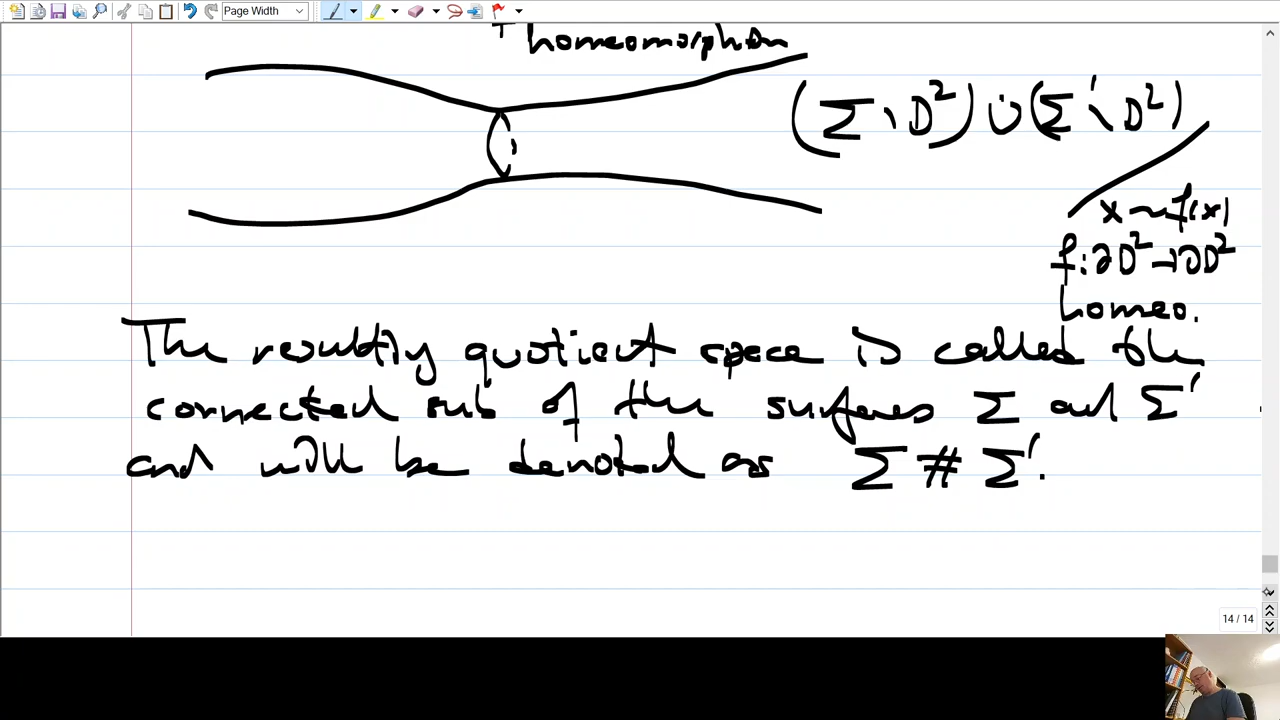 Page Width
homeomorphism
(Σ \ D²) ∪̇ (Σ' \ D²)
x ~ f(x)
f: ∂D² → ∂D²
homeo.
The resulting quotient space is called the
connected sub of the surfaces Σ and Σ'
and will be denoted as Σ # Σ'.
14 / 14